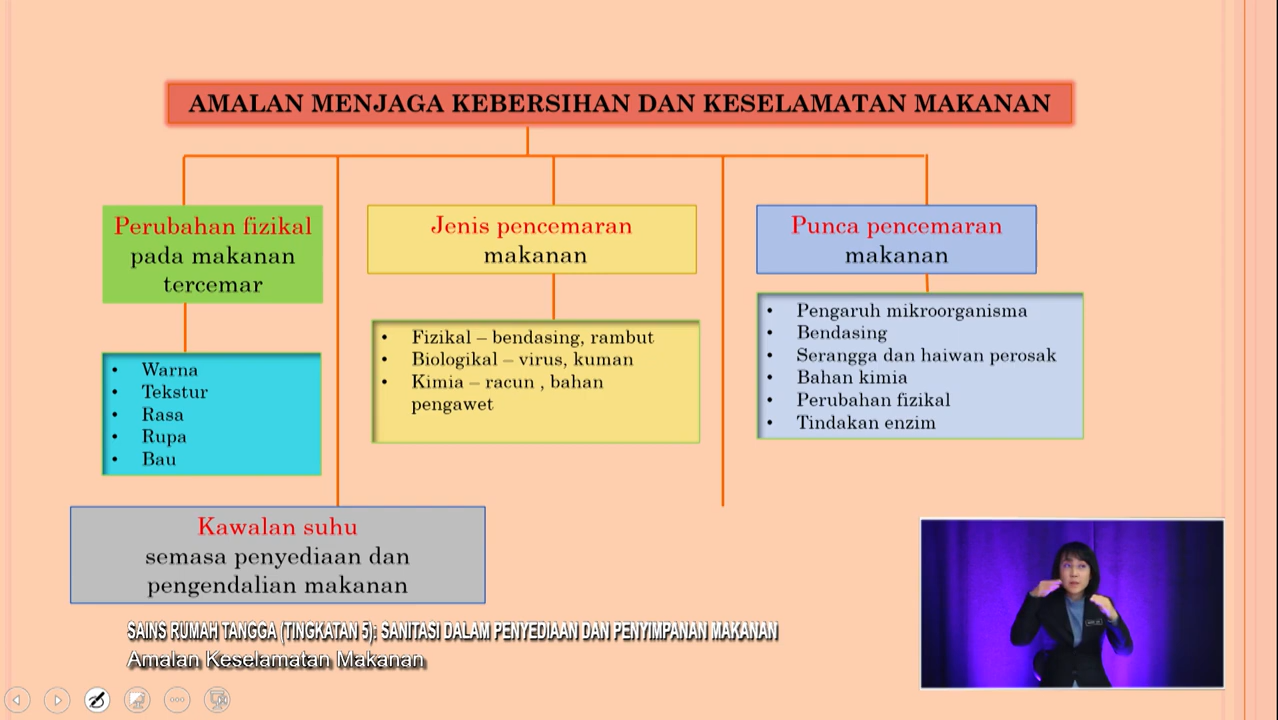 AMALAN MENJAGA KEBERSIHAN DAN KESELAMATAN MAKANAN
Perubahan fizikal
pada makanan
tercemar
• Warna
• Tekstur
• Rasa
• Rupa
• Bau
Jenis pencemaran
makanan
• Fizikal – bendasing, rambut
• Biologikal – virus, kuman
• Kimia – racun , bahan
pengawet
Punca pencemaran
makanan
• Pengaruh mikroorganisma
• Bendasing
• Serangga dan haiwan perosak
• Bahan kimia
• Perubahan fizikal
• Tindakan enzim
Kawalan suhu
semasa penyediaan dan
pengendalian makanan
SAINS RUMAH TANGGA (TINGKATAN 5): SANITASI DALAM PENYEDIAAN DAN PENYIMPANAN MAKANAN
Amalan Keselamatan Makanan